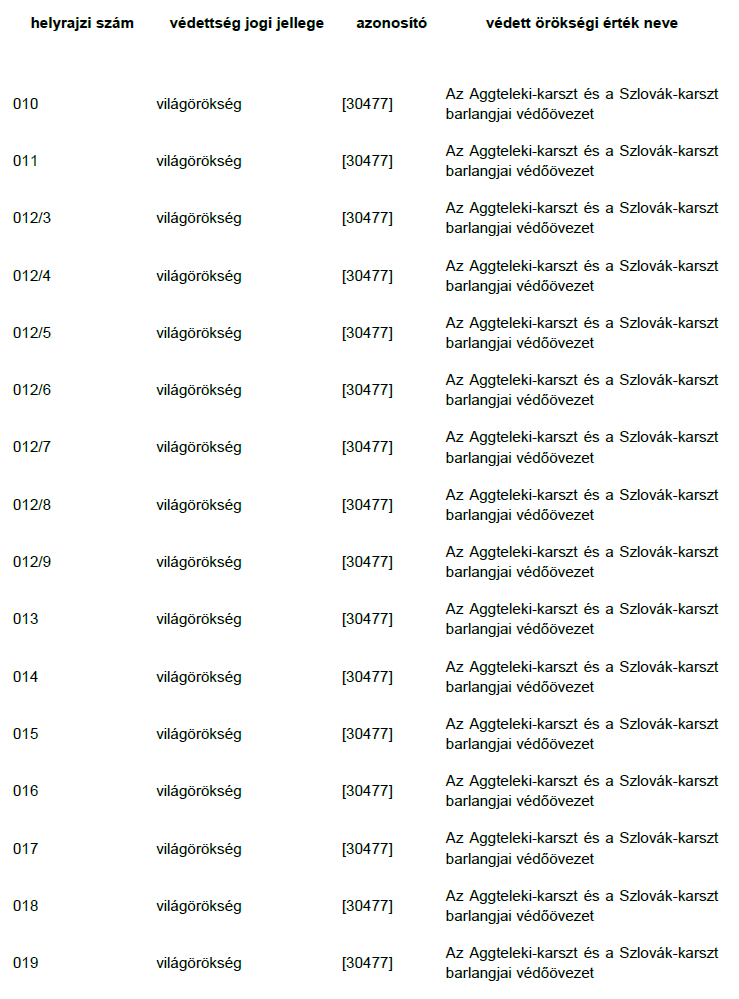 helyrajzi szám védettség jogi jellege azonosító védett örökségi érték neve
010 világörökség [30477] Az Aggteleki-karszt és a Szlovák-karszt
barlangjai védőövezet
011 világörökség [30477] Az Aggteleki-karszt és a Szlovák-karszt
barlangjai védőövezet
012/3 világörökség [30477] Az Aggteleki-karszt és a Szlovák-karszt
barlangjai védőövezet
012/4 világörökség [30477] Az Aggteleki-karszt és a Szlovák-karszt
barlangjai védőövezet
012/5 világörökség [30477] Az Aggteleki-karszt és a Szlovák-karszt
barlangjai védőövezet
012/6 világörökség [30477] Az Aggteleki-karszt és a Szlovák-karszt
barlangjai védőövezet
012/7 világörökség [30477] Az Aggteleki-karszt és a Szlovák-karszt
barlangjai védőövezet
012/8 világörökség [30477] Az Aggteleki-karszt és a Szlovák-karszt
barlangjai védőövezet
012/9 világörökség [30477] Az Aggteleki-karszt és a Szlovák-karszt
barlangjai védőövezet
013 világörökség [30477] Az Aggteleki-karszt és a Szlovák-karszt
barlangjai védőövezet
014 világörökség [30477] Az Aggteleki-karszt és a Szlovák-karszt
barlangjai védőövezet
015 világörökség [30477] Az Aggteleki-karszt és a Szlovák-karszt
barlangjai védőövezet
016 világörökség [30477] Az Aggteleki-karszt és a Szlovák-karszt
barlangjai védőövezet
017 világörökség [30477] Az Aggteleki-karszt és a Szlovák-karszt
barlangjai védőövezet
018 világörökség [30477] Az Aggteleki-karszt és a Szlovák-karszt
barlangjai védőövezet
019 világörökség [30477] Az Aggteleki-karszt és a Szlovák-karszt
barlangjai védőövezet